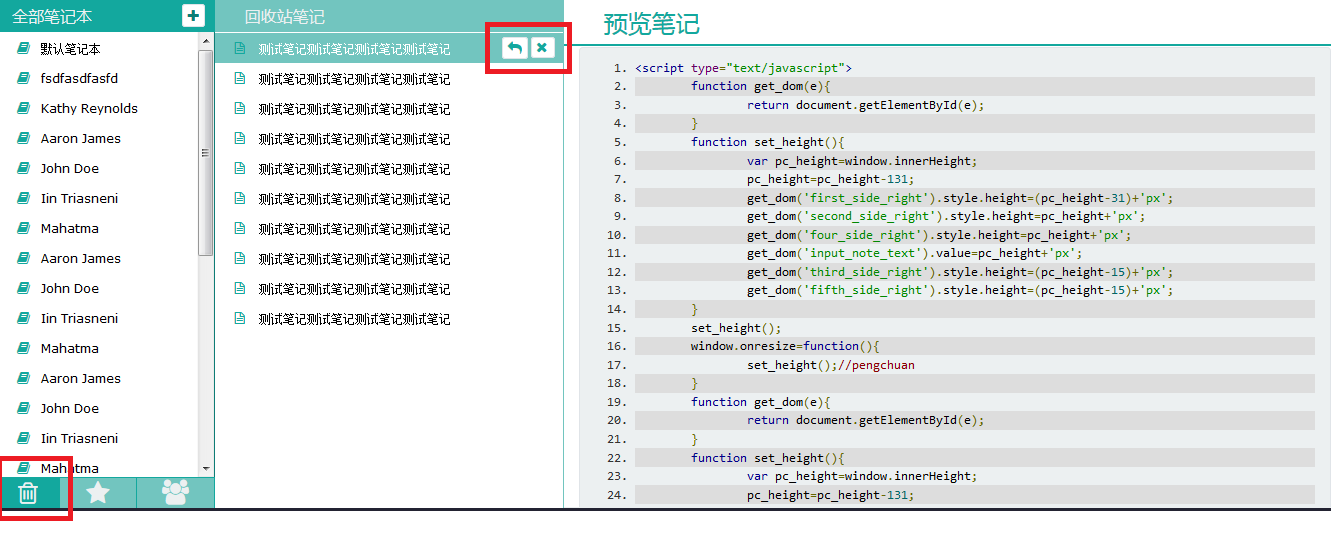 全部笔记本
默认笔记本
fsdfasdfasfd
Kathy Reynolds
Aaron James
John Doe
Iin Triasneni
Mahatma
Aaron James
John Doe
Iin Triasneni
Mahatma
Aaron James
John Doe
Iin Triasneni
Mahatma
回收站笔记
测试笔记测试笔记测试笔记测试笔记
测试笔记测试笔记测试笔记测试笔记
测试笔记测试笔记测试笔记测试笔记
测试笔记测试笔记测试笔记测试笔记
测试笔记测试笔记测试笔记测试笔记
测试笔记测试笔记测试笔记测试笔记
测试笔记测试笔记测试笔记测试笔记
测试笔记测试笔记测试笔记测试笔记
测试笔记测试笔记测试笔记测试笔记
测试笔记测试笔记测试笔记测试笔记
预览笔记
1. <script type="text/javascript">
2. function get_dom(e){
3. return document.getElementById(e);
4. }
5. function set_height(){
6. var pc_height=window.innerHeight;
7. pc_height=pc_height-131;
8. get_dom('first_side_right').style.height=(pc_height-31)+'px';
9. get_dom('second_side_right').style.height=pc_height+'px';
10. get_dom('four_side_right').style.height=pc_height+'px';
11. get_dom('input_note_text').value=pc_height+'px';
12. get_dom('third_side_right').style.height=(pc_height-15)+'px';
13. get_dom('fifth_side_right').style.height=(pc_height-15)+'px';
14. }
15. set_height();
16. window.onresize=function(){
17. set_height();//pengchuan
18. }
19. function get_dom(e){
20. return document.getElementById(e);
21. }
22. function set_height(){
23. var pc_height=window.innerHeight;
24. pc_height=pc_height-131;